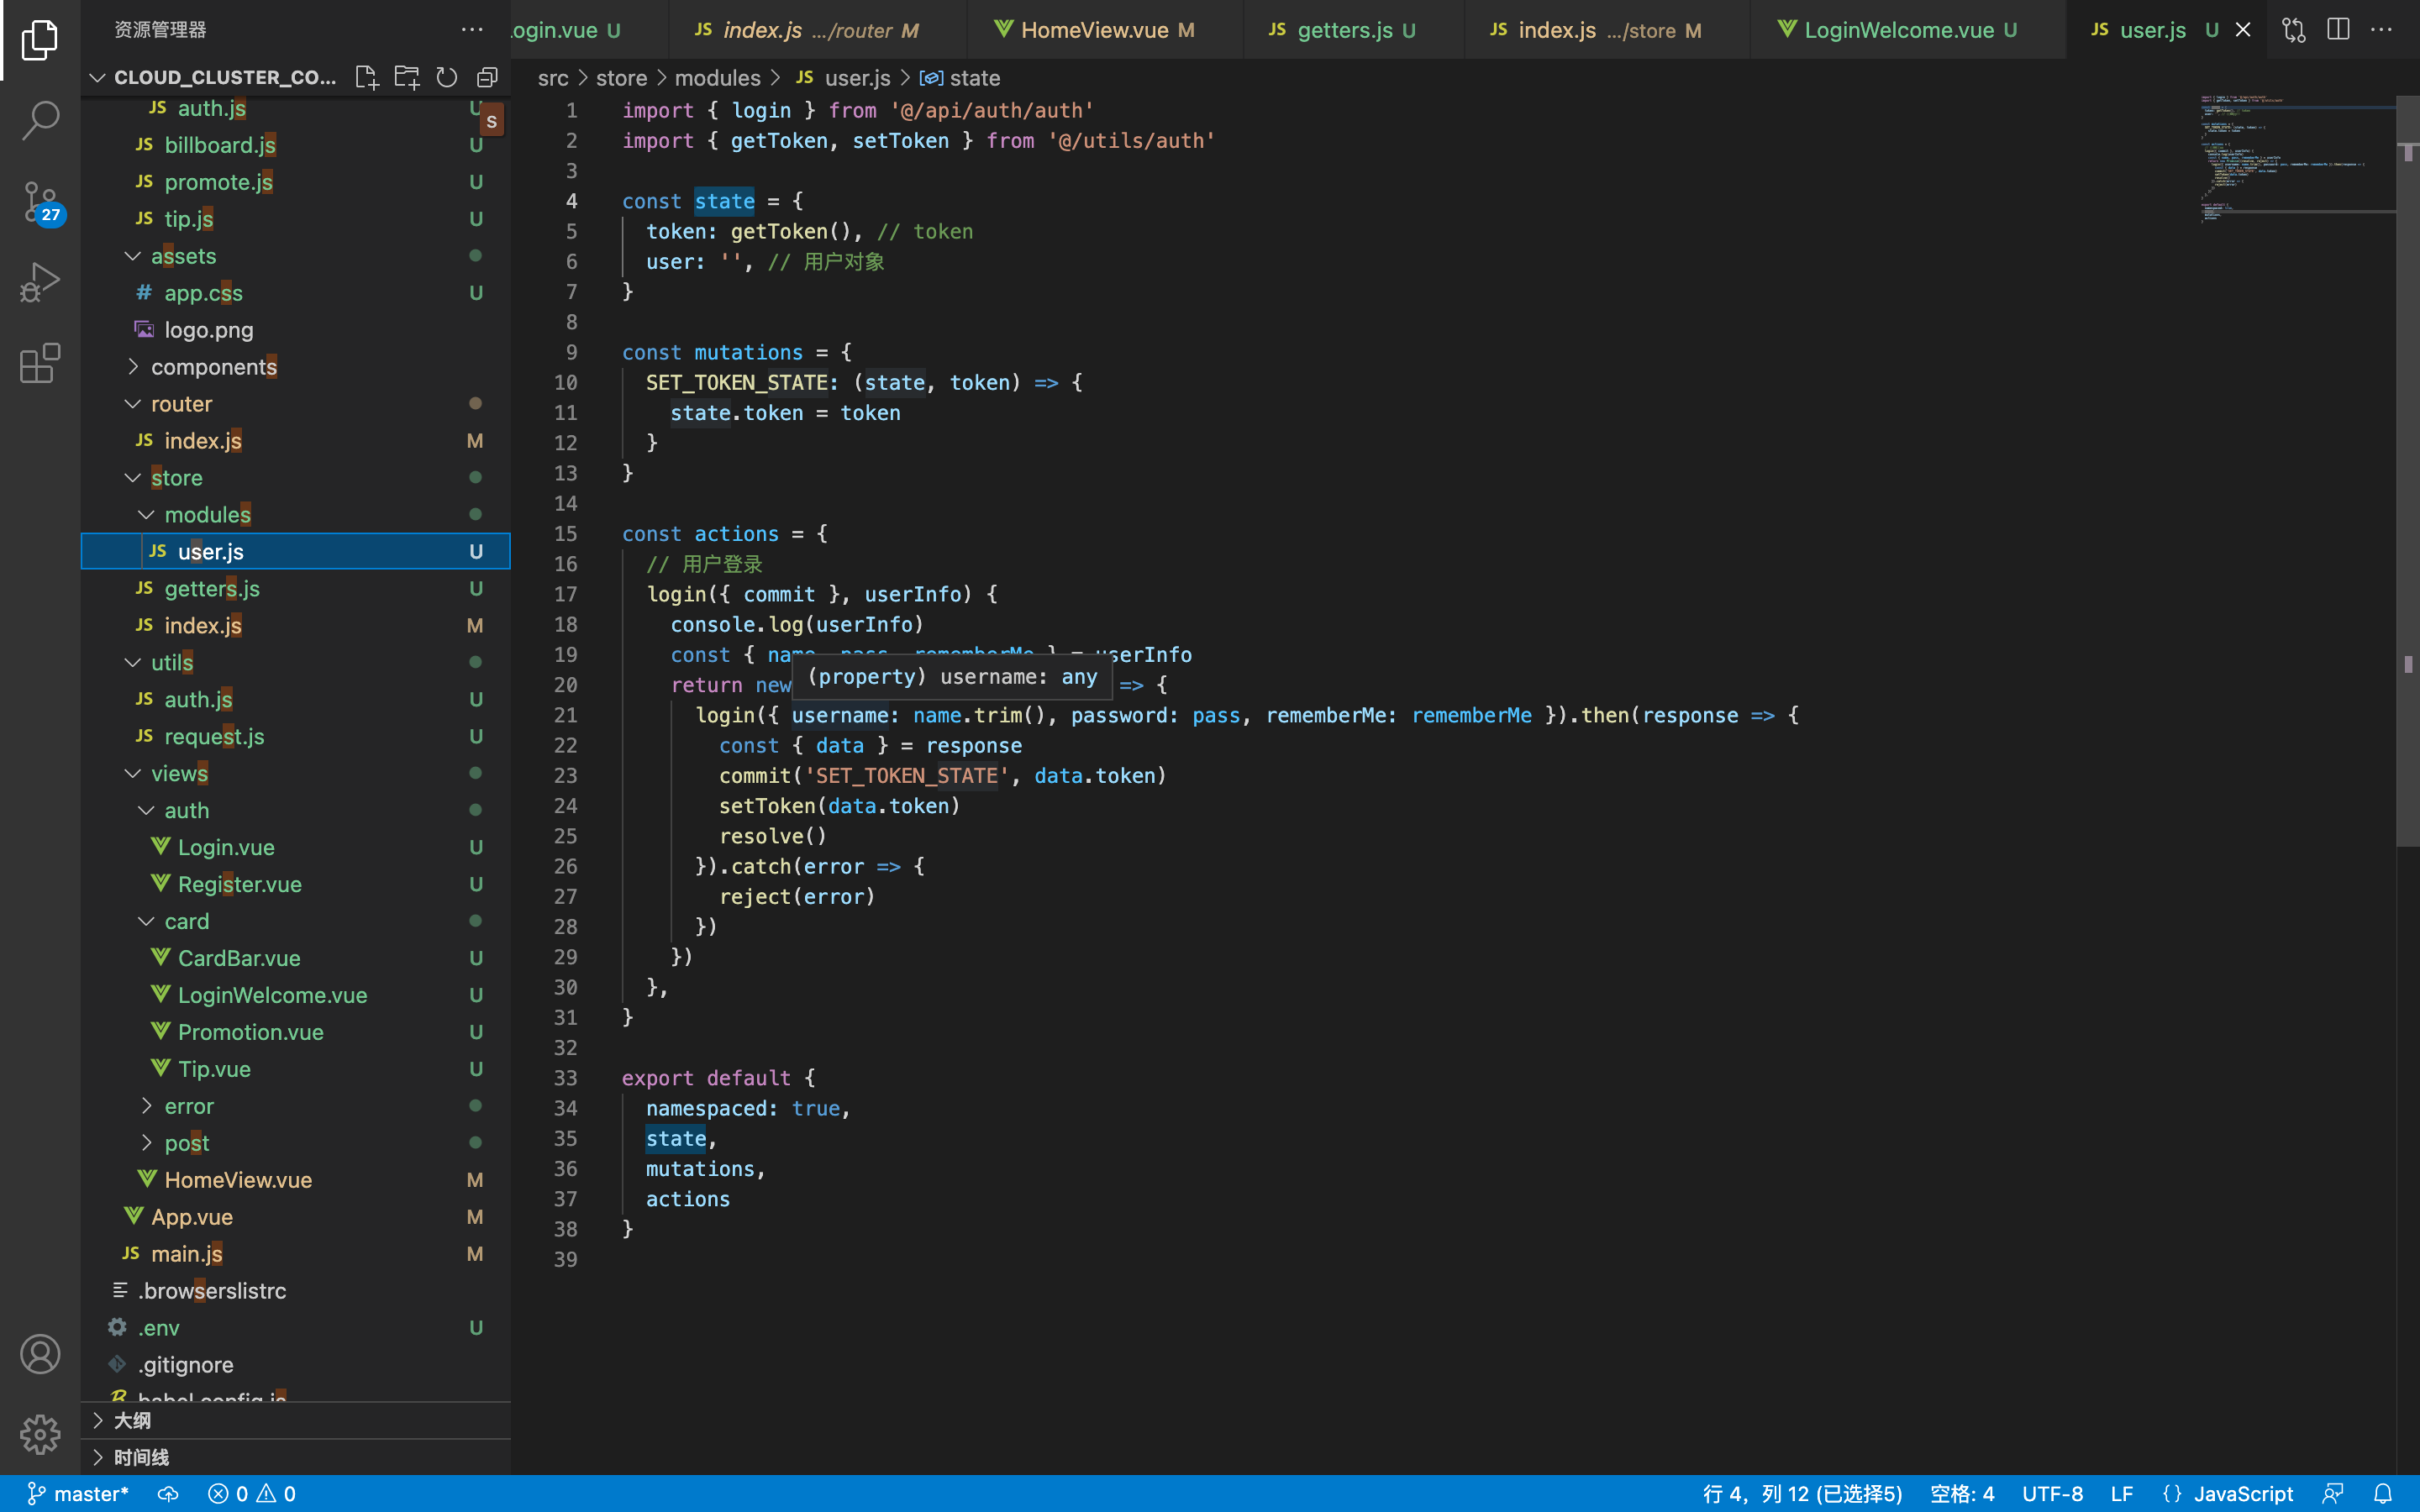 资源管理器
CLOUD_CLUSTER_CO...
auth.js U
S
billboard.js U
promote.js U
tip.js U
assets
app.css U
logo.png
components
router
index.js M
store
modules
user.js U
getters.js U
index.js M
utils
auth.js U
request.js U
views
auth
Login.vue U
Register.vue U
card
CardBar.vue U
LoginWelcome.vue U
Promotion.vue U
Tip.vue U
error
post
HomeView.vue M
App.vue M
main.js M
.browserslistrc
.env U
.gitignore
babel.config.js
大纲
时间线
27
ogin.vue U
JS index.js .../router M
HomeView.vue M
JS getters.js U
JS index.js .../store M
LoginWelcome.vue U
JS user.js U
src > store > modules > JS user.js > state
1 import { login } from '@/api/auth/auth'
2 import { getToken, setToken } from '@/utils/auth'
3
4 const state = {
5 token: getToken(), // token
6 user: '', // 用户对象
7 }
8
9 const mutations = {
10 SET_TOKEN_STATE: (state, token) => {
11 state.token = token
12 }
13 }
14
15 const actions = {
16 // 用户登录
17 login({ commit }, userInfo) {
18 console.log(userInfo)
19 const { name, pass, rememberMe } = userInfo
(property) username: any
20 return new => {
21 login({ username: name.trim(), password: pass, rememberMe: rememberMe }).then(response => {
22 const { data } = response
23 commit('SET_TOKEN_STATE', data.token)
24 setToken(data.token)
25 resolve()
26 }).catch(error => {
27 reject(error)
28 })
29 })
30 },
31 }
32
33 export default {
34 namespaced: true,
35 state,
36 mutations,
37 actions
38 }
39
master* 0 0 行 4, 列 12 (已选择5) 空格: 4 UTF-8 LF {} JavaScript